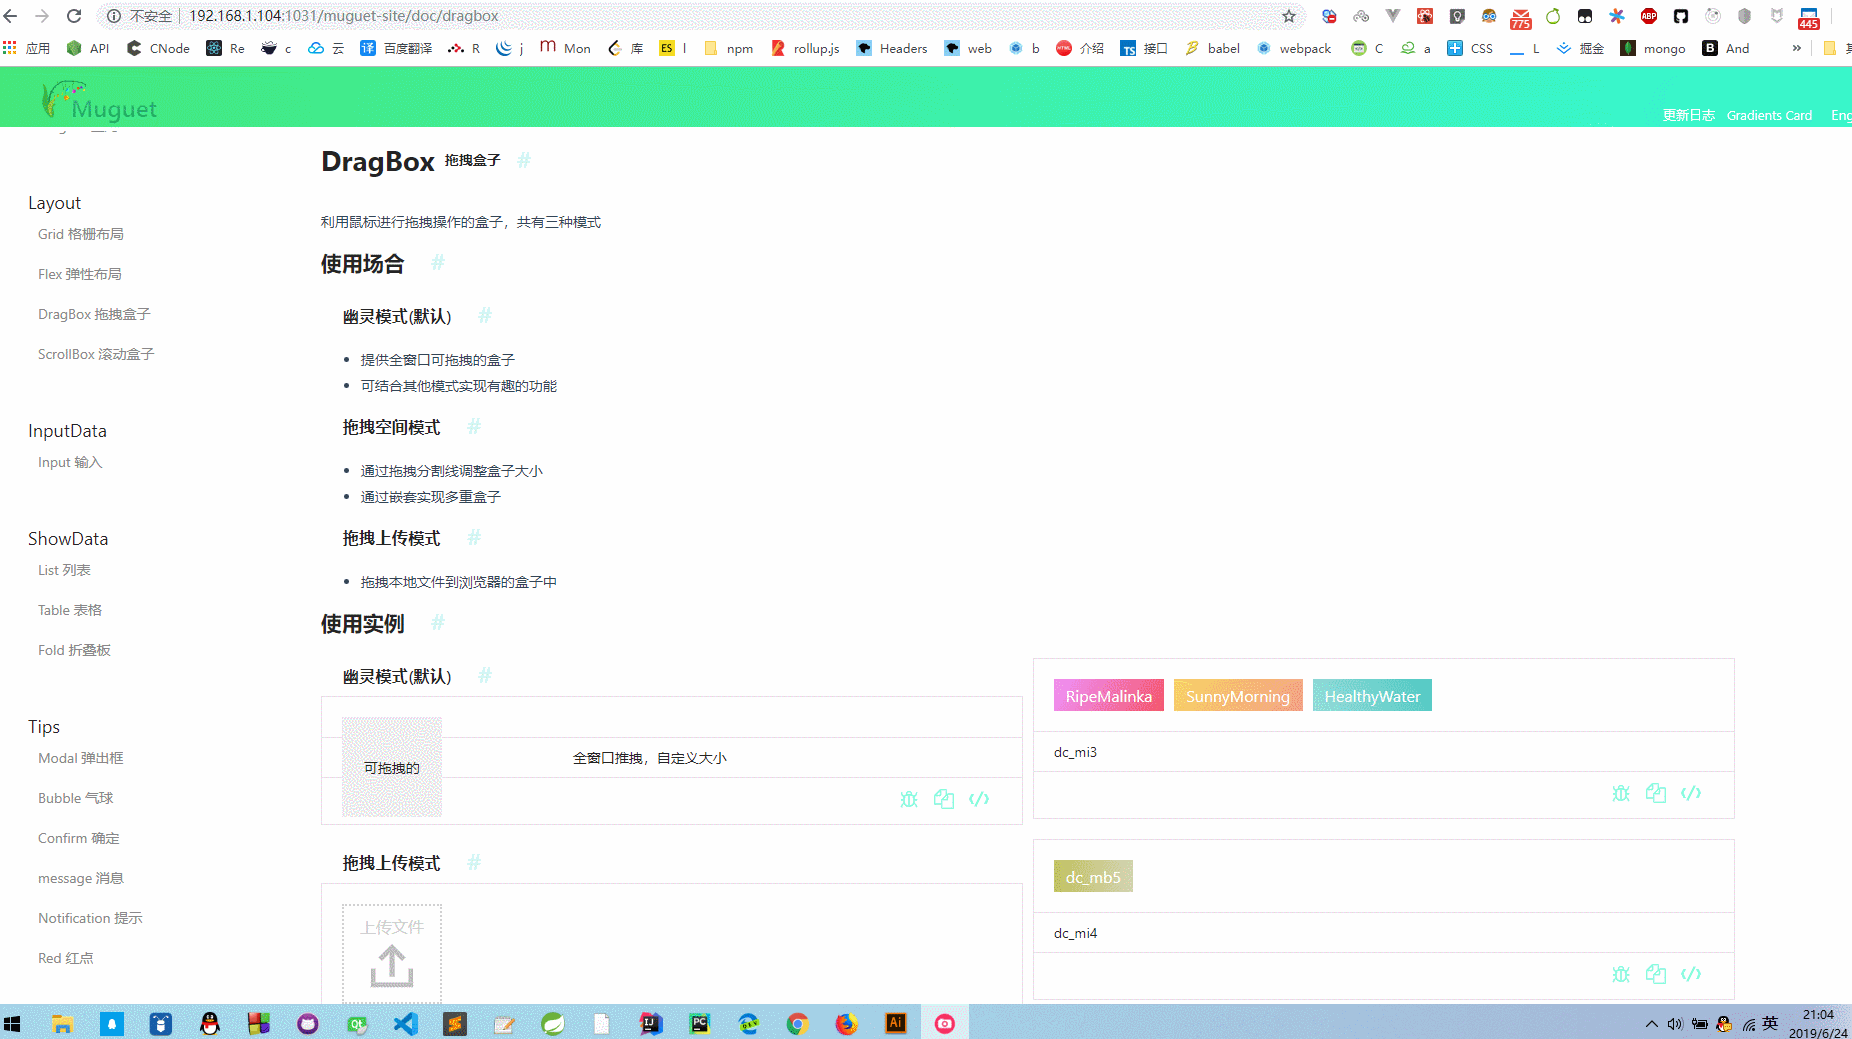 不安全 192.168.1.104:1031/muguet-site/doc/dragbox
775
ABP
445
应用 API CNode Re c 云 译 百度翻译 R j Mon 库 ES l npm rollup.js Headers web b HTML 介绍 TS 接口 babel webpack C a CSS L 掘金 mongo B And » 其
Muguet
更新日志 Gradients Card Eng
DragBox 拖拽盒子 #
利用鼠标进行拖拽操作的盒子，共有三种模式
使用场合 #
幽灵模式(默认) #
• 提供全窗口可拖拽的盒子
• 可结合其他模式实现有趣的功能
拖拽空间模式 #
• 通过拖拽分割线调整盒子大小
• 通过嵌套实现多重盒子
拖拽上传模式 #
• 拖拽本地文件到浏览器的盒子中
使用实例 #
幽灵模式(默认) #
可拖拽的
全窗口推拽，自定义大小
拖拽上传模式 #
上传文件
RipeMalinka SunnyMorning HealthyWater
dc_mi3
dc_mb5
dc_mi4
Layout
Grid 格栅布局
Flex 弹性布局
DragBox 拖拽盒子
ScrollBox 滚动盒子
InputData
Input 输入
ShowData
List 列表
Table 表格
Fold 折叠板
Tips
Modal 弹出框
Bubble 气球
Confirm 确定
message 消息
Notification 提示
Red 红点
Qt
IJ
PC
Ai
英
21:04
2019/6/24